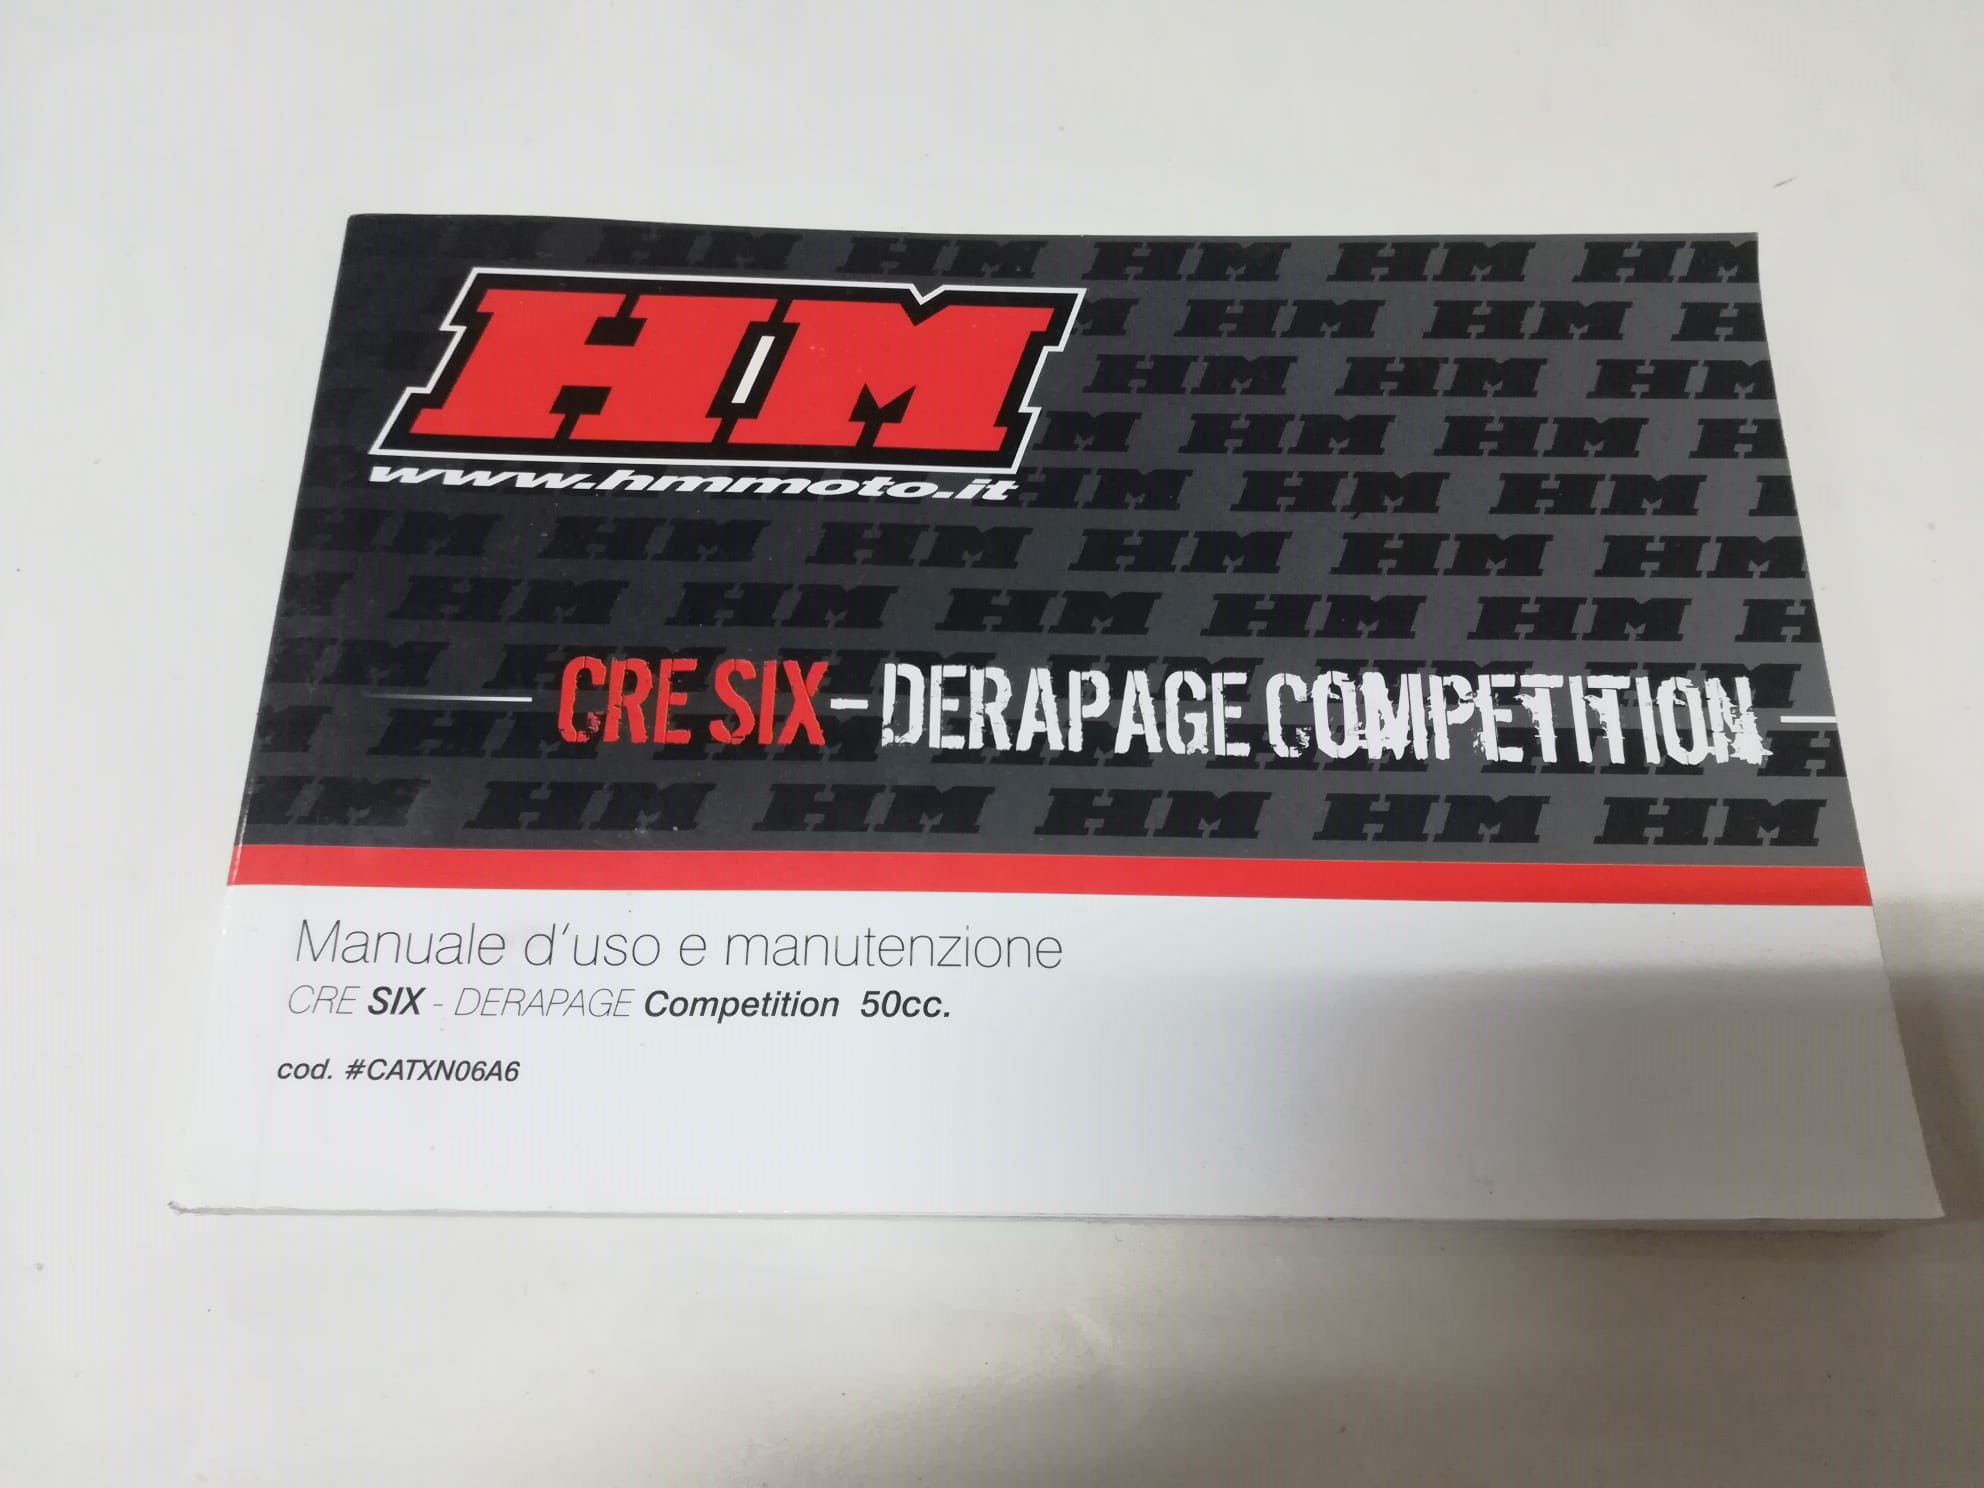 HM
www.hmmoto.it
CRE SIX - DERAPAGE COMPETITION
Manuale d'uso e manutenzione
CRE SIX - DERAPAGE Competition 50cc.
cod. #CATXN06A6